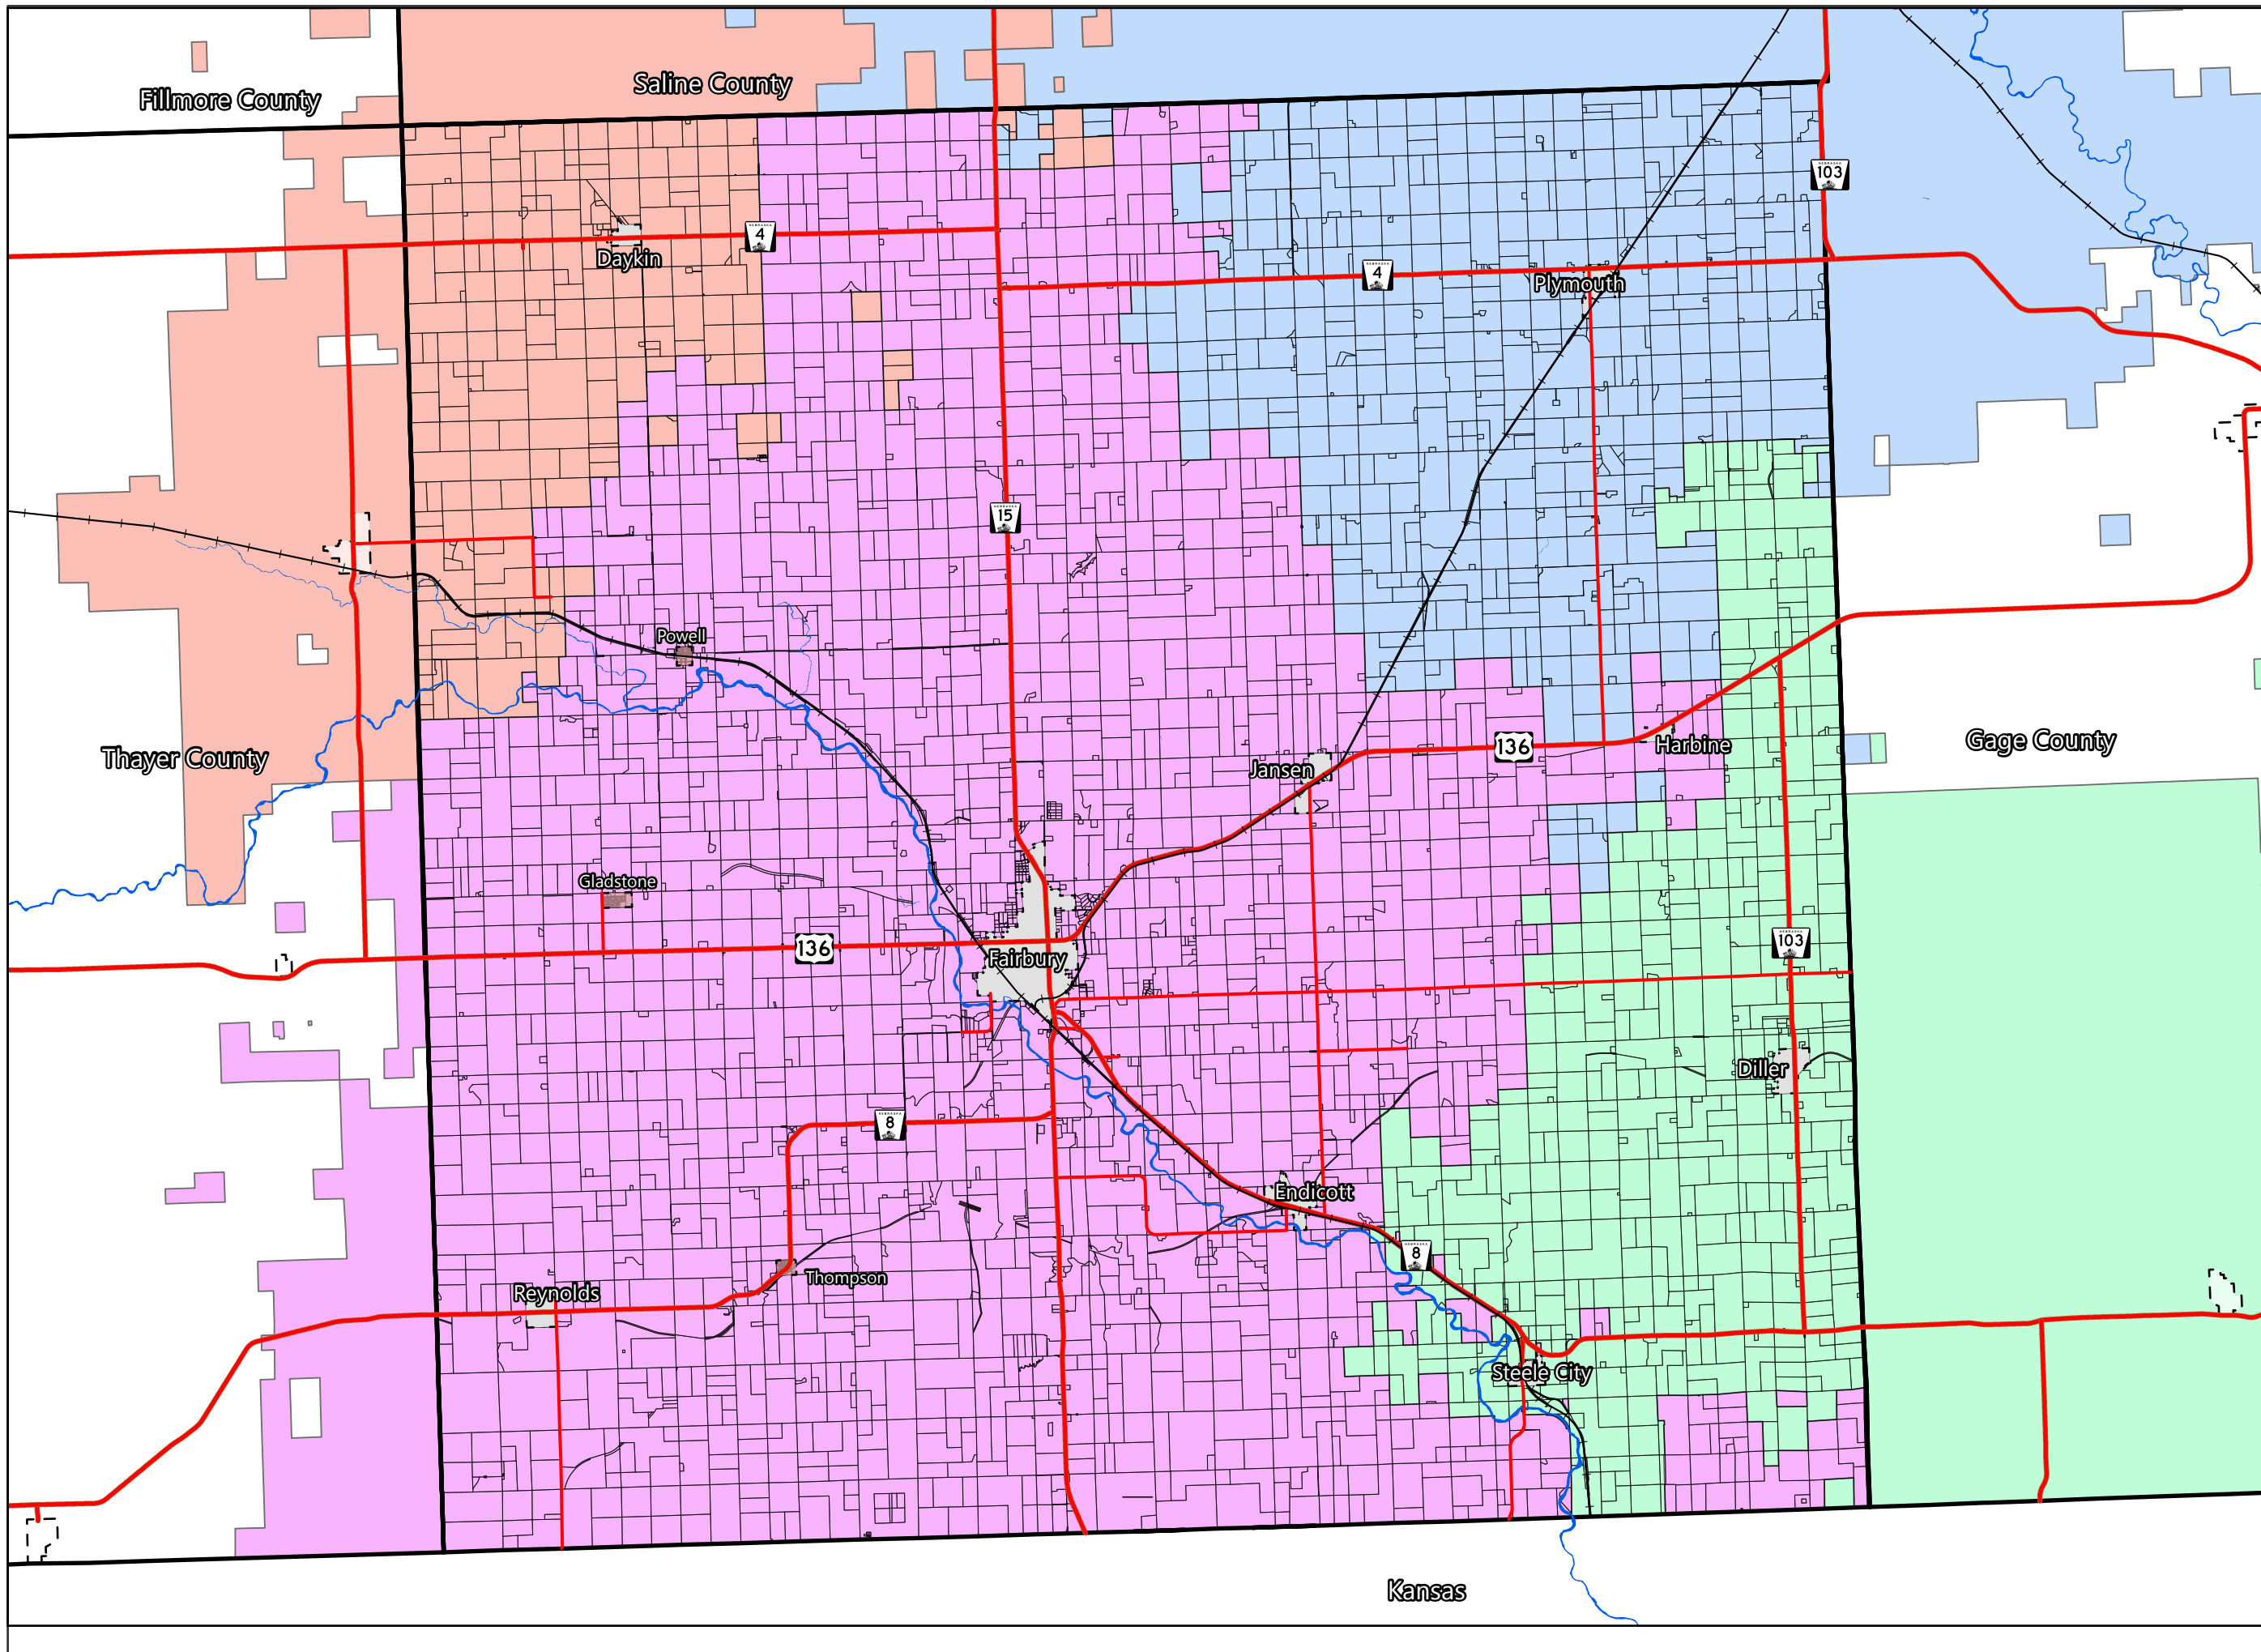 Saline County
Fillmore County
103
4
Daykin
4
Plymouth
15
Powell
Gage County
Harbine
136
Thayer County
Jansen
Gladstone
103
136
Fairbury
Diller
8
Endicott
8
Thompson
Reynolds
Steele City
Kansas